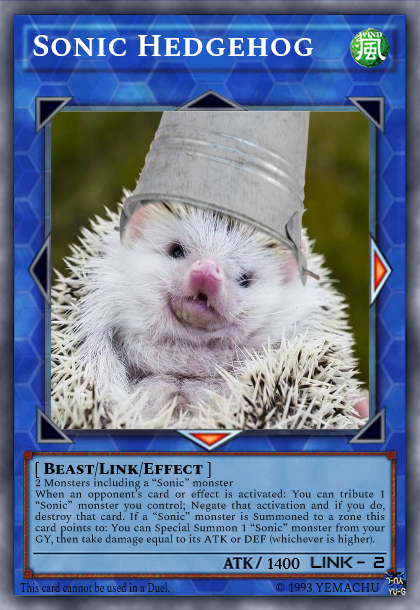 Sonic Hedgehog
WIND
風
[ Beast/Link/Effect ]
2 Monsters including a “Sonic” monster
When an opponent's card or effect is activated: You can tribute 1
“Sonic” monster you control; Negate that activation and if you do,
destroy that card. If a “Sonic” monster is Summoned to a zone this
card points to: You can Special Summon 1 “Sonic” monster from your
GY, then take damage equal to its ATK or DEF (whichever is higher).
ATK/ 1400 LINK - 2
This card cannot be used in a Duel. © 1993 YEMACHU